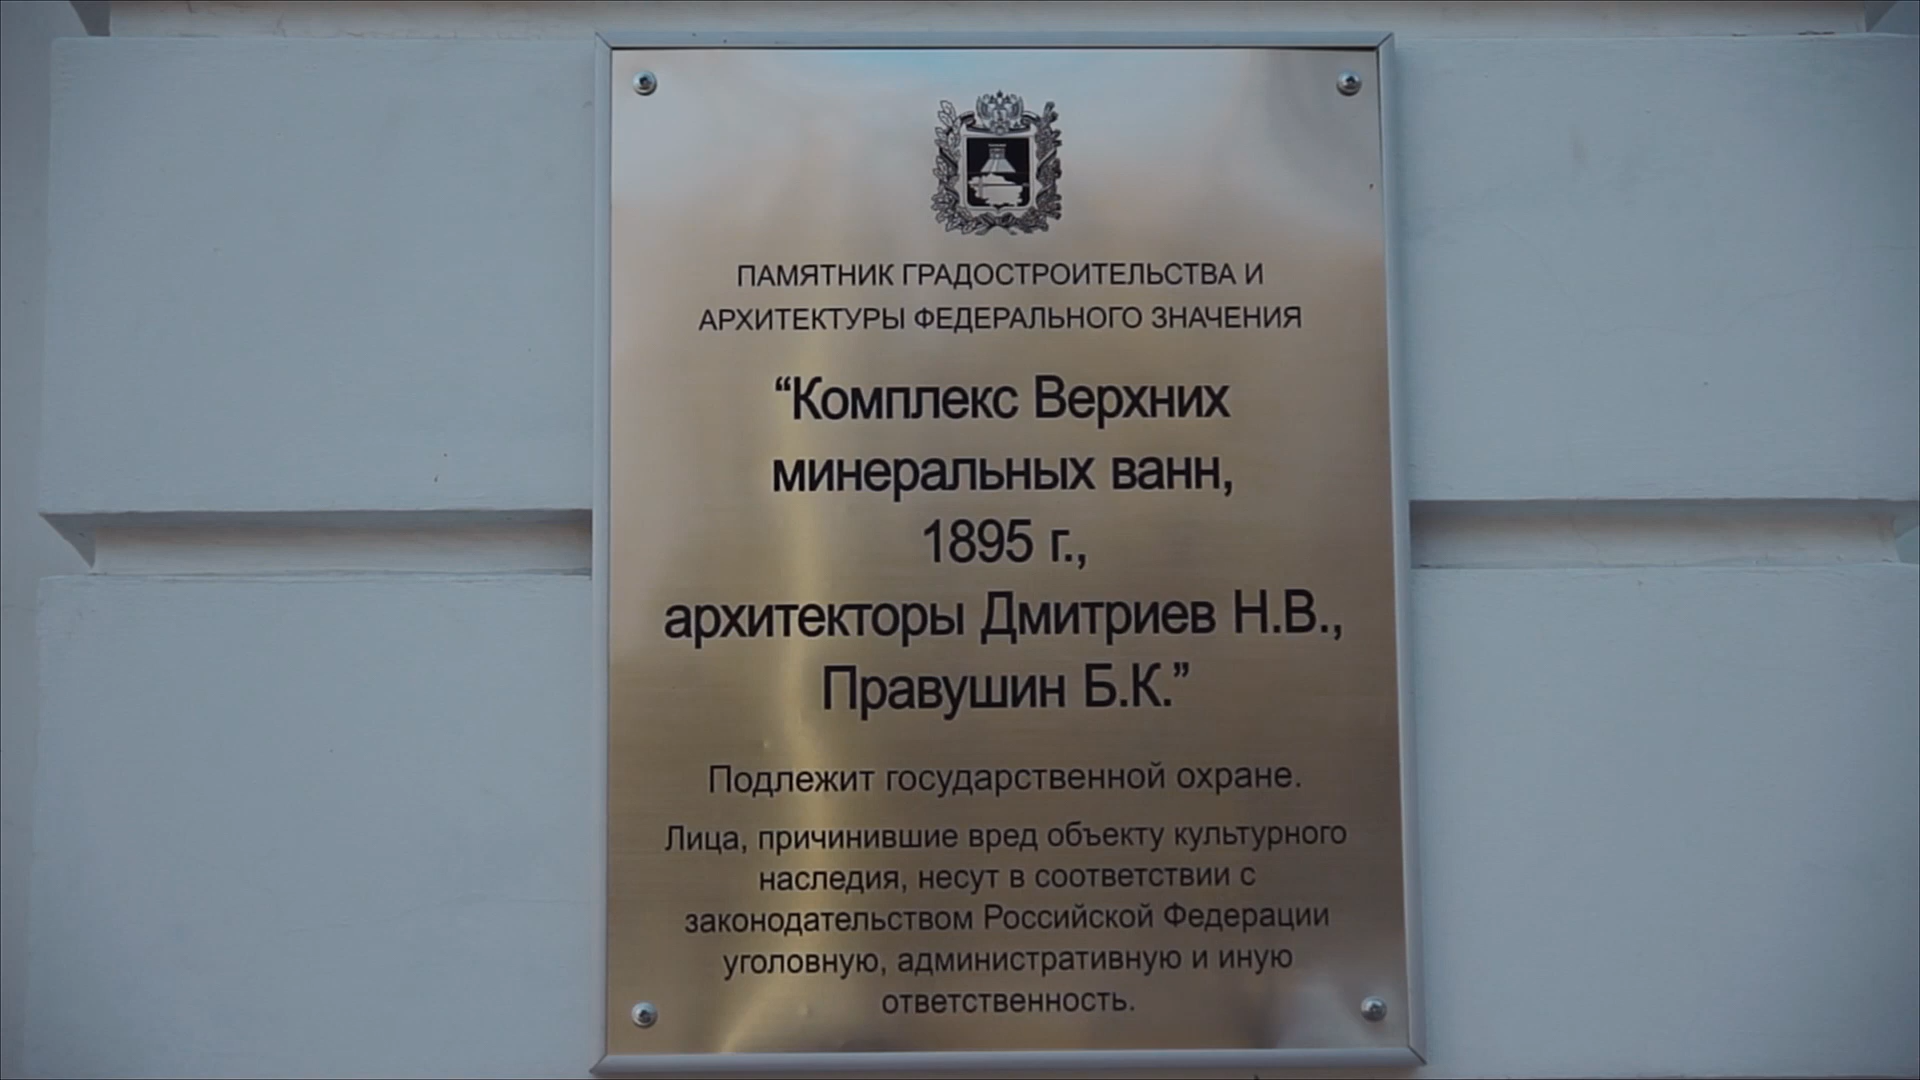 ПАМЯТНИК ГРАДОСТРОИТЕЛЬСТВА И
АРХИТЕКТУРЫ ФЕДЕРАЛЬНОГО ЗНАЧЕНИЯ
“Комплекс Верхних
минеральных ванн,
1895 г.,
архитекторы Дмитриев Н.В.,
Правушин Б.К.”
Подлежит государственной охране.
Лица, причинившие вред объекту культурного
наследия, несут в соответствии с
законодательством Российской Федерации
уголовную, административную и иную
ответственность.